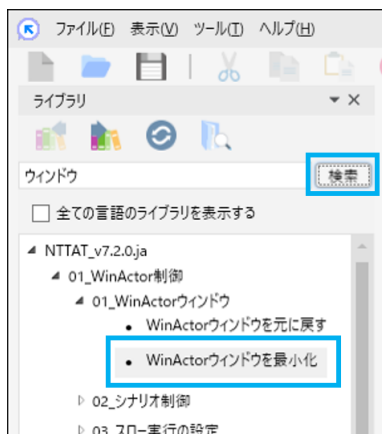 ファイル(F) 表示(V) ツール(T) ヘルプ(H)
ライブラリ
ウィンドウ 検索
全ての言語のライブラリを表示する
NTTAT_v7.2.0.ja
01_WinActor制御
01_WinActorウィンドウ
WinActorウィンドウを元に戻す
WinActorウィンドウを最小化
02_シナリオ制御
03_スロー実行の設定